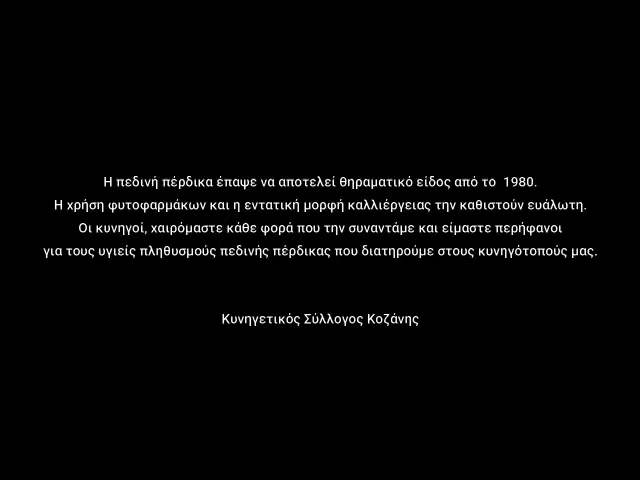 Η πεδινή πέρδικα έπαψε να αποτελεί θηραματικό είδος από το  1980.
Η χρήση φυτοφαρμάκων και η εντατική μορφή καλλιέργειας την καθιστούν ευάλωτη.
Οι κυνηγοί, χαιρόμαστε κάθε φορά που την συναντάμε και είμαστε περήφανοι
για τους υγιείς πληθυσμούς πεδινής πέρδικας που διατηρούμε στους κυνηγότοπούς μας.
Κυνηγετικός Σύλλογος Κοζάνης